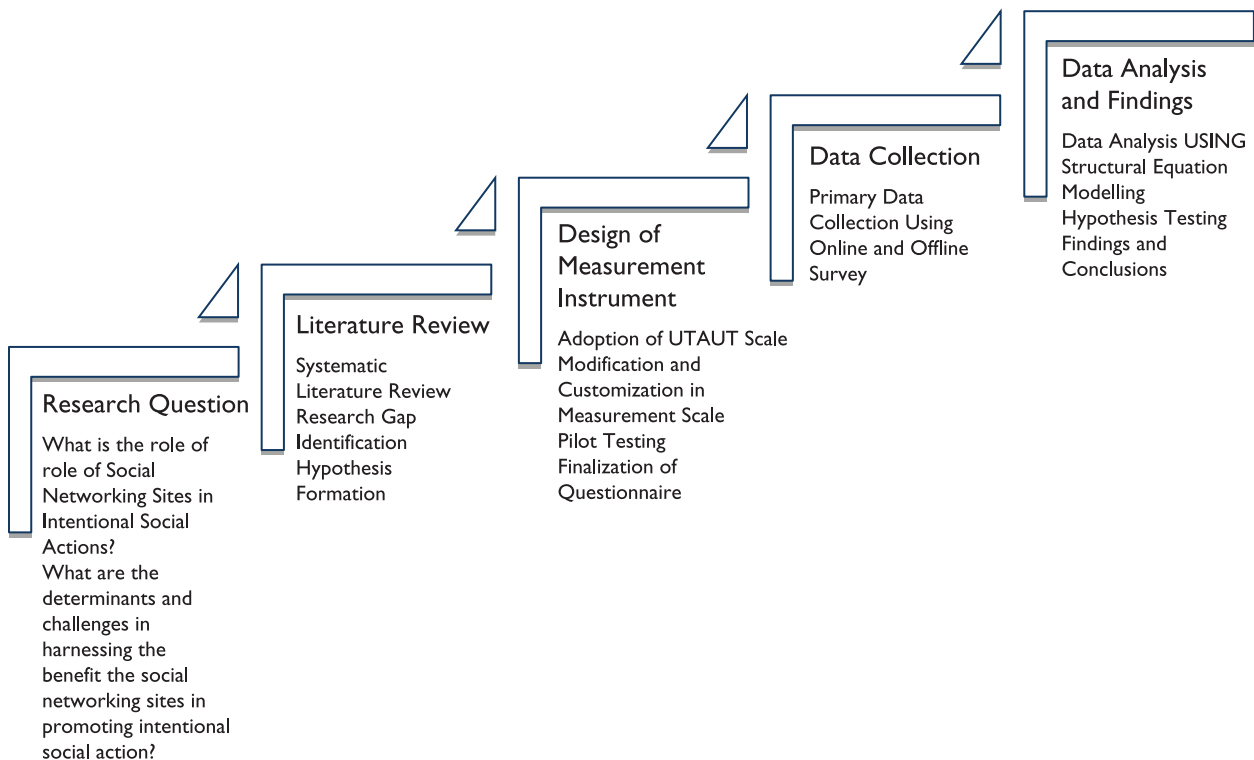 Research Question
What is the role of
role of Social
Networking Sites in
Intentional Social
Actions?
What are the
determinants and
challenges in
harnessing the
benefit the social
networking sites in
promoting intentional
social action?
Literature Review
Systematic
Literature Review
Research Gap
Identification
Hypothesis
Formation
Design of
Measurement
Instrument
Adoption of UTAUT Scale
Modification and
Customization in
Measurement Scale
Pilot Testing
Finalization of
Questionnaire
Data Collection
Primary Data
Collection Using
Online and Offline
Survey
Data Analysis
and Findings
Data Analysis USING
Structural Equation
Modelling
Hypothesis Testing
Findings and
Conclusions